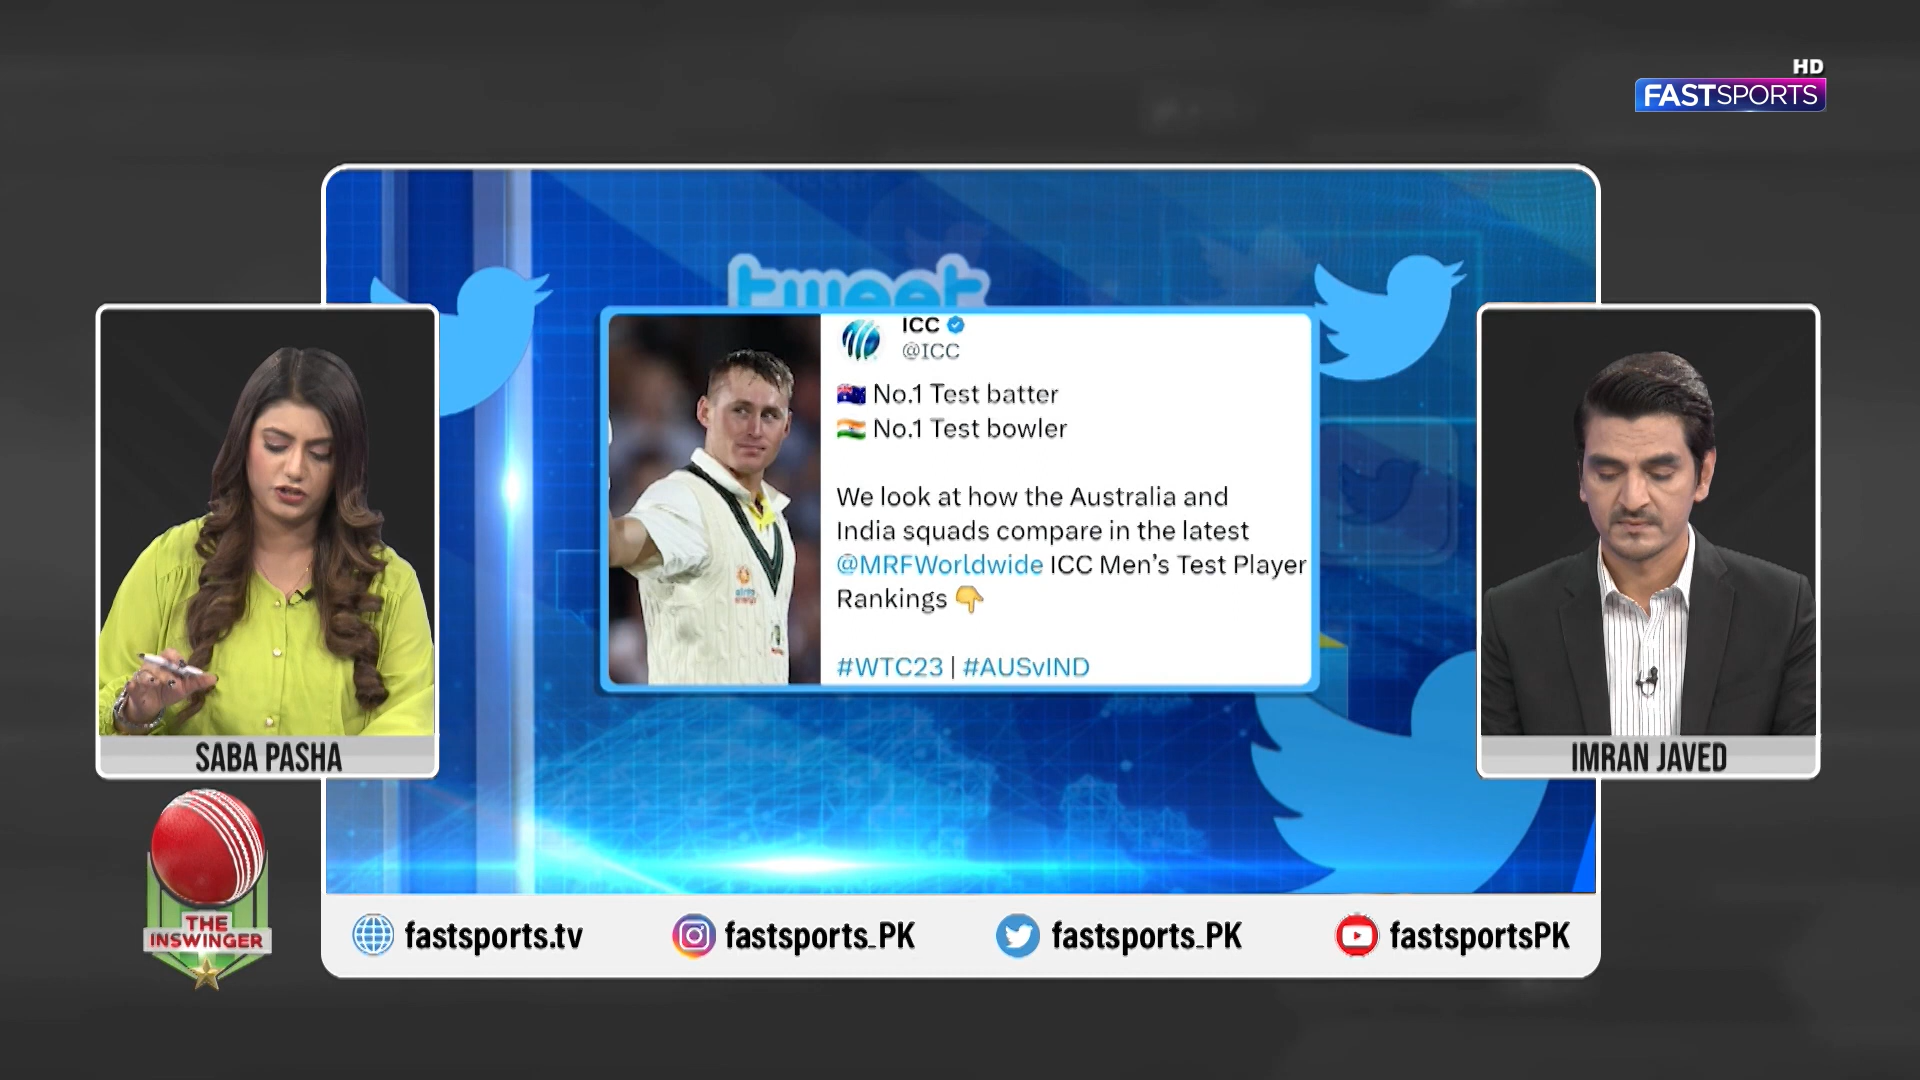 HD
FASTSPORTS
tweet
ICC
@ICC
🇦🇺 No.1 Test batter
🇮🇳 No.1 Test bowler
We look at how the Australia and
India squads compare in the latest
@MRFWorldwide ICC Men's Test Player
Rankings 👇
#WTC23 | #AUSvIND
SABA PASHA
IMRAN JAVED
THE
INSWINGER
fastsports.tv
fastsports_PK
fastsports_PK
fastsportsPK